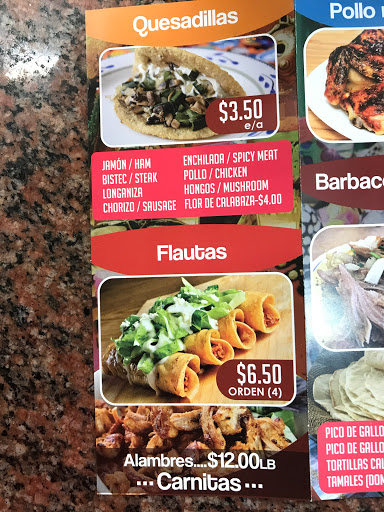 Quesadillas
$3.50
e/a
JAMÓN / HAM
BISTEC / STEAK
LONGANIZA
CHORIZO / SAUSAGE
ENCHILADA / SPICY MEAT
POLLO / CHICKEN
HONGOS / MUSHROOM
FLOR DE CALABAZA-$4.00
Flautas
$6.50
ORDEN (4)
Alambres....$12.00LB
... Carnitas ...
Pollo
Barbac
PICO DE GALLO
PICO DE GALLO
TORTILLAS CAL
TAMALES (DON